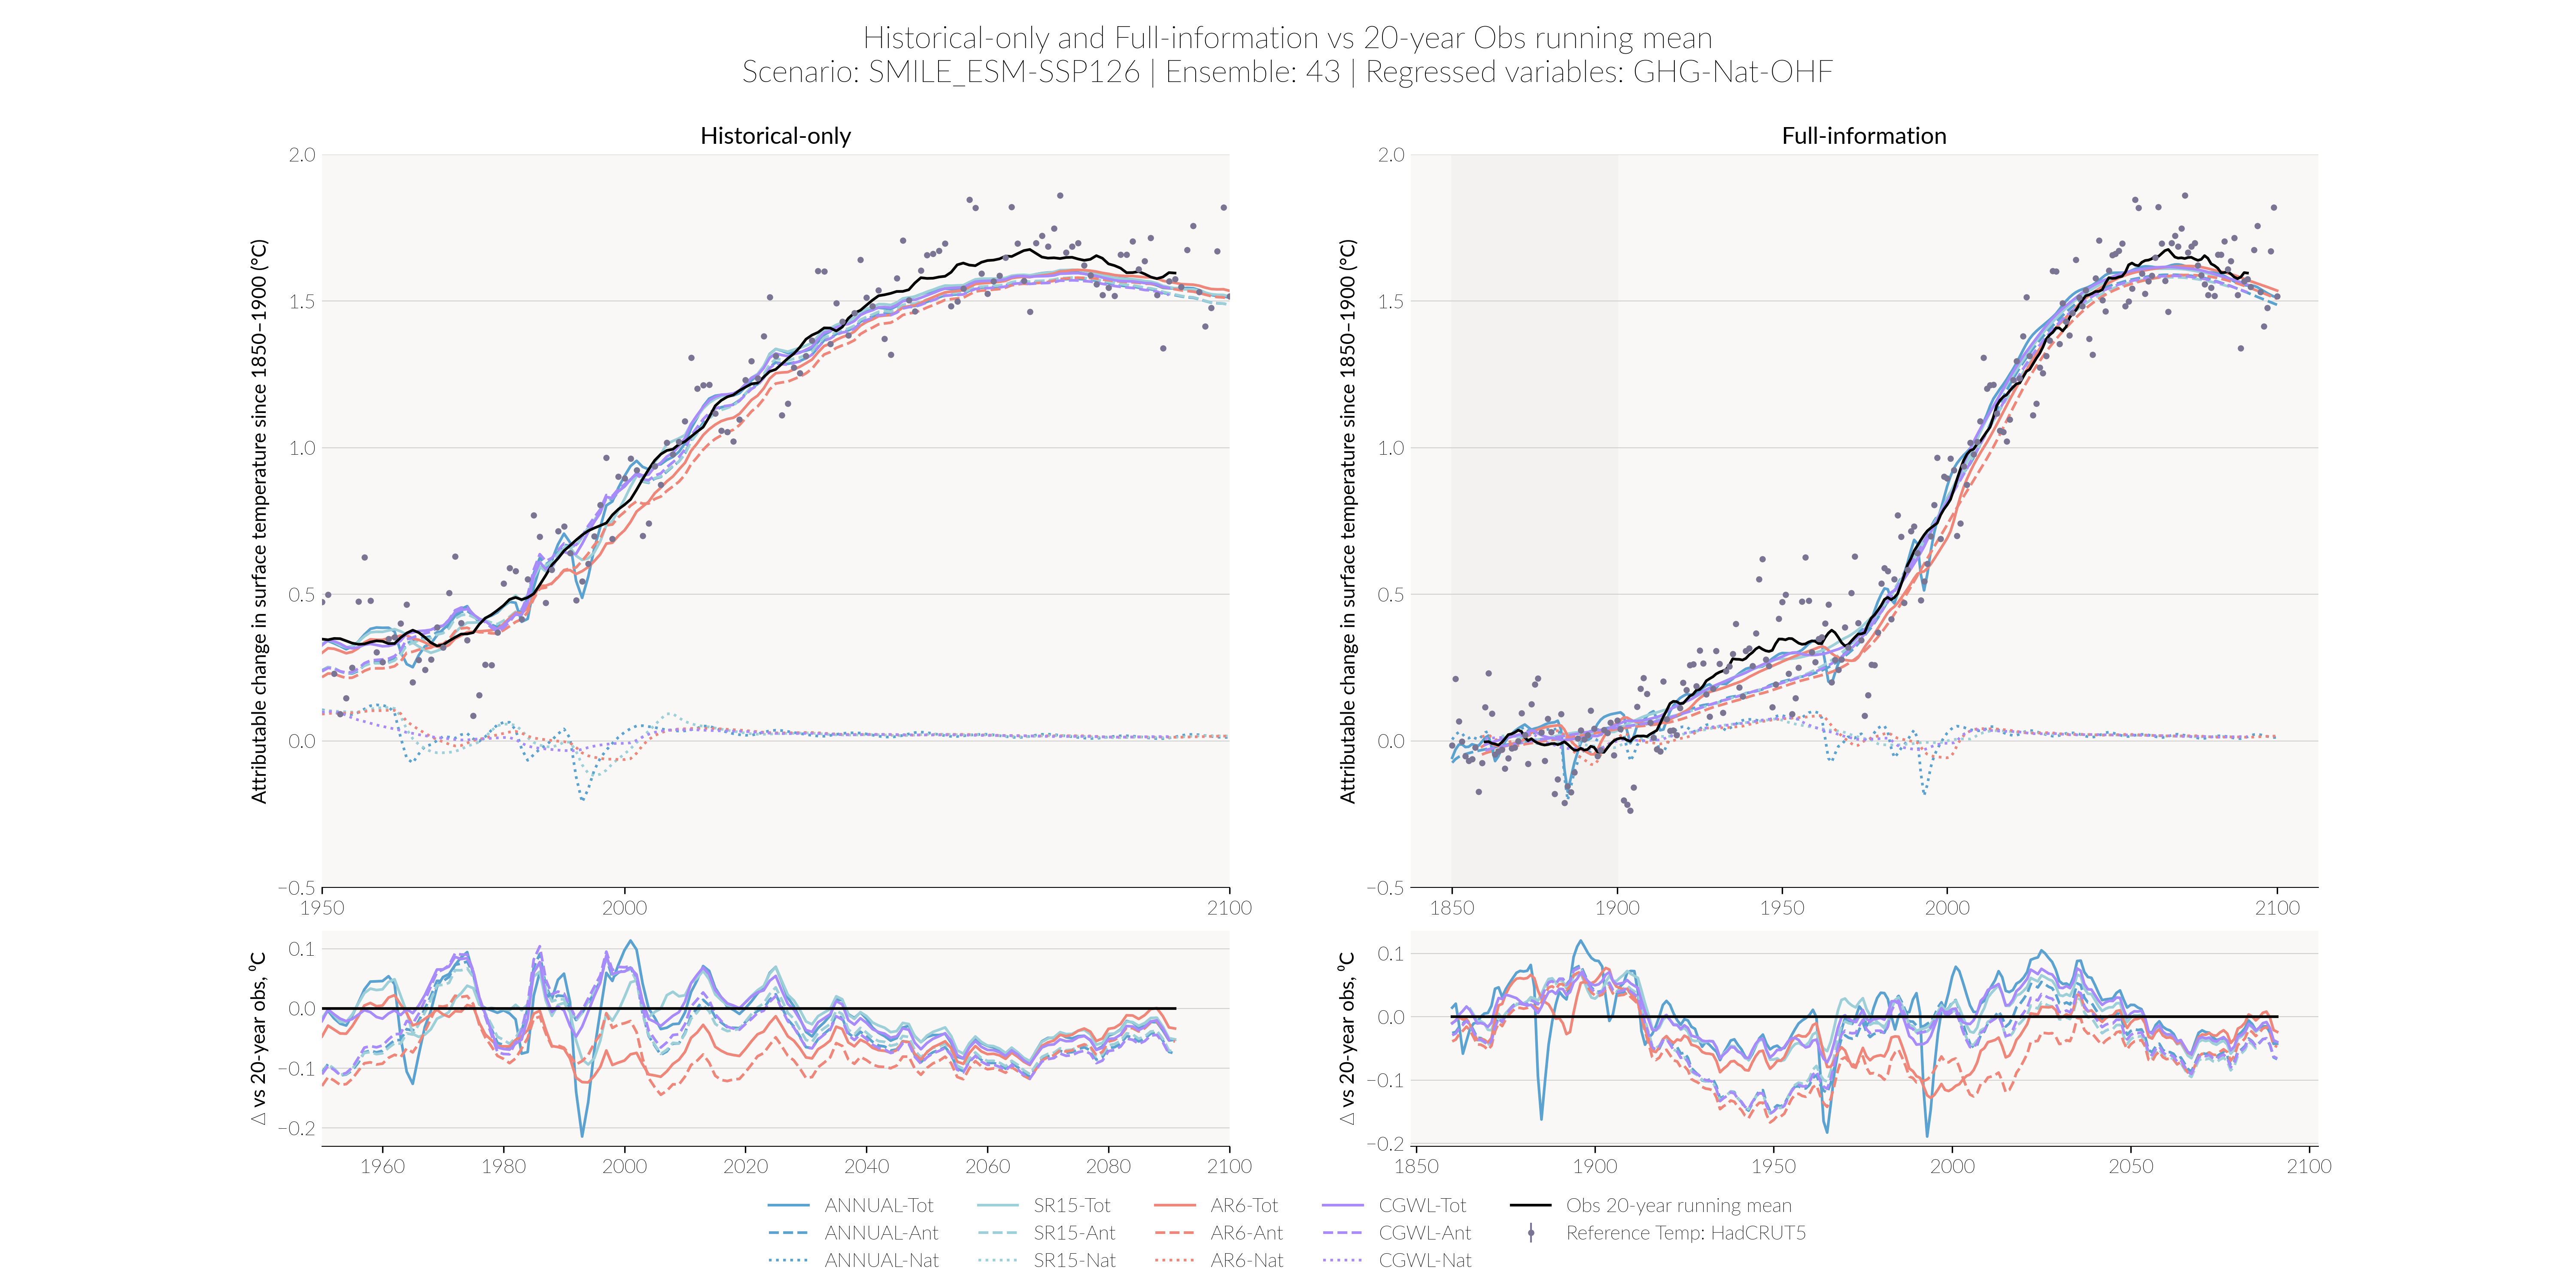 Historical-only and Full-information vs 20-year Obs running mean
Scenario: SMILE_ESM-SSP126 | Ensemble: 43 | Regressed variables: GHG-Nat-OHF
Historical-only
Attributable change in surface temperature since 1850–1900 (°C)
2.0
1.5
1.0
0.5
0.0
−0.5
1950
2000
2100
Full-information
Attributable change in surface temperature since 1850–1900 (°C)
2.0
1.5
1.0
0.5
0.0
−0.5
1850
1900
1950
2000
2100
△ vs 20-year obs, ⁰C
0.1
0.0
−0.1
−0.2
1960
1980
2000
2020
2040
2060
2080
2100
△ vs 20-year obs, ⁰C
0.1
0.0
−0.1
−0.2
1850
1900
1950
2000
2050
2100
ANNUAL-Tot
ANNUAL-Ant
ANNUAL-Nat
SR15-Tot
SR15-Ant
SR15-Nat
AR6-Tot
AR6-Ant
AR6-Nat
CGWL-Tot
CGWL-Ant
CGWL-Nat
Obs 20-year running mean
Reference Temp: HadCRUT5